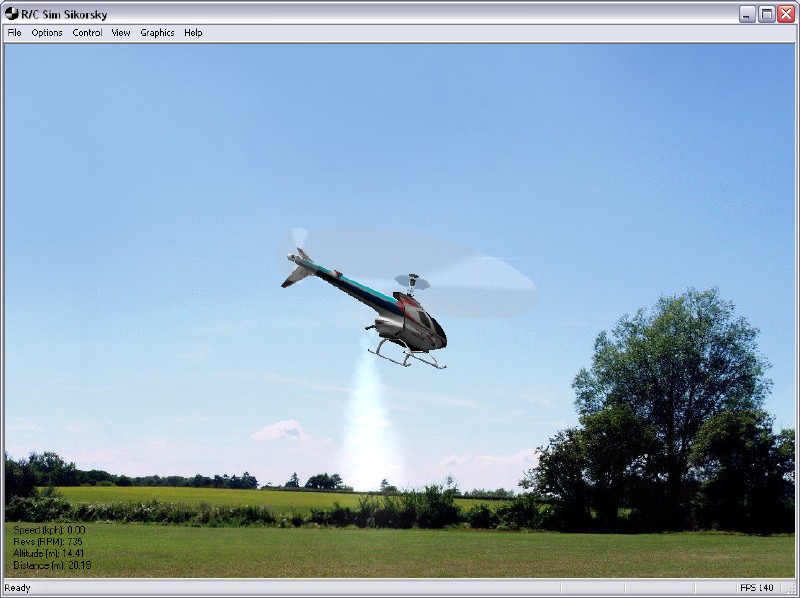 R/C Sim Sikorsky
File Options Control View Graphics Help
Speed (kph): 0.00
Revs (RPM): 735
Altitude (m): 14.41
Distance (m): 20.19
Ready FPS 140